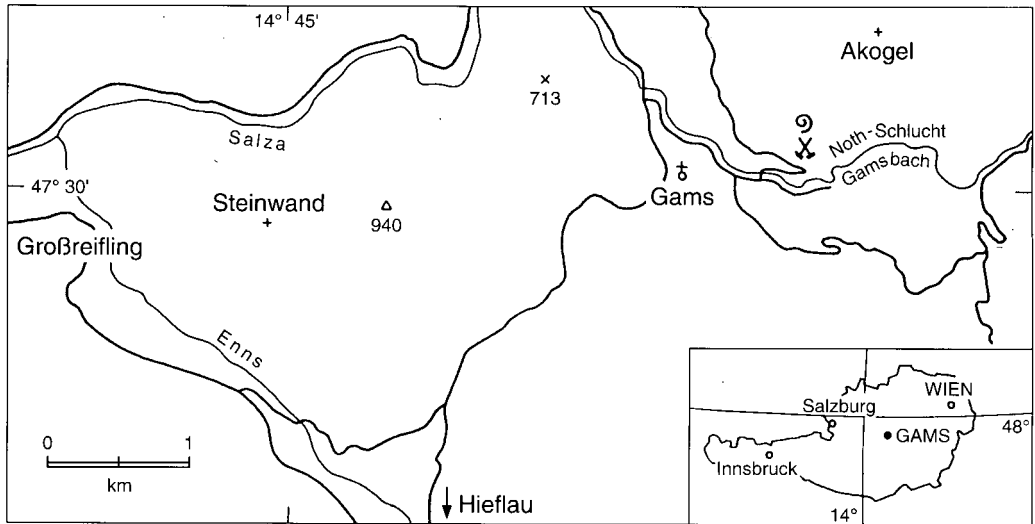 14° 45'
Akogel
713
Salza
Noth-Schlucht
Gamsbach
47° 30'
Gams
Steinwand
940
Großreifling
Enns
WIEN
Salzburg
48°
GAMS
Innsbruck
14°
0 1
km
Hieflau